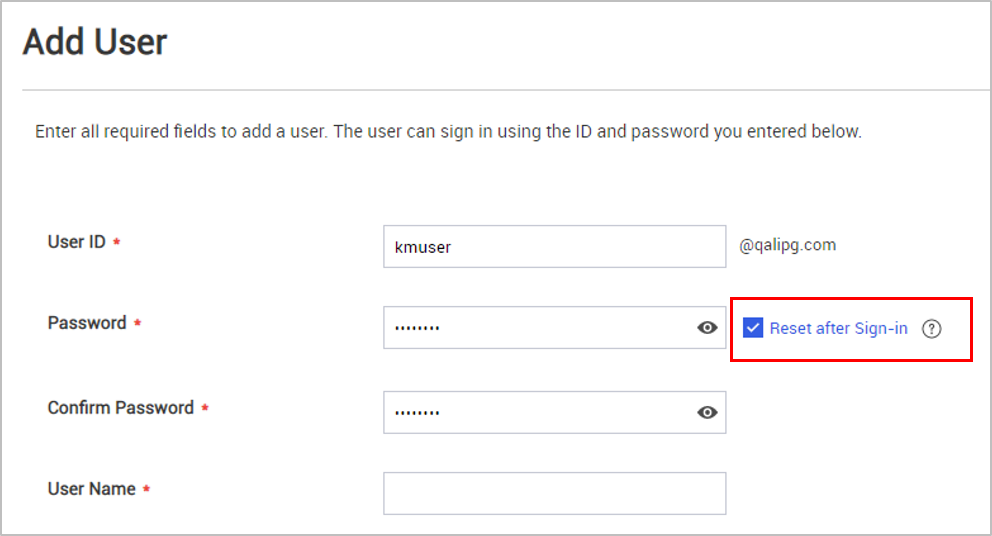 Add User
Enter all required fields to add a user. The user can sign in using the ID and password you entered below.
User ID *
kmuser
@qalipg.com
Password *
••••••••
Reset after Sign-in ?
Confirm Password *
••••••••
User Name *